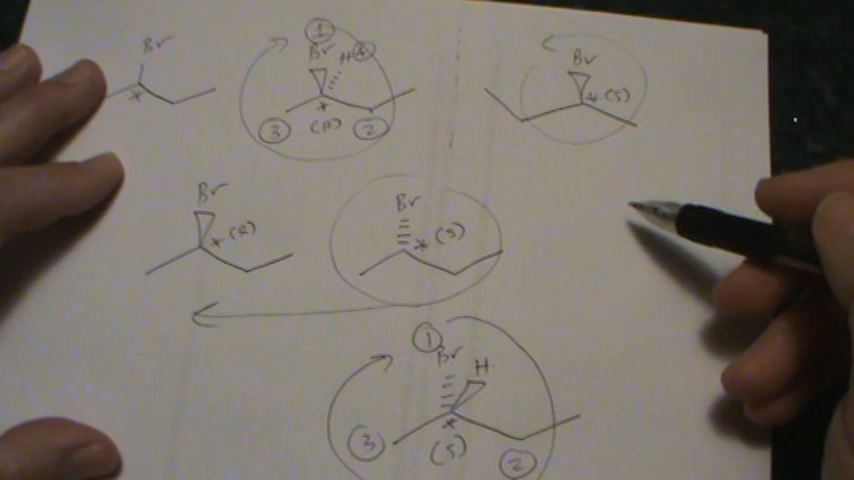 Br
*
①
Br H ④
* 
③ (R) ②
Br
* (S)
Br
* (R)
Br
* (S)
①
Br H
*
③ (S) ②